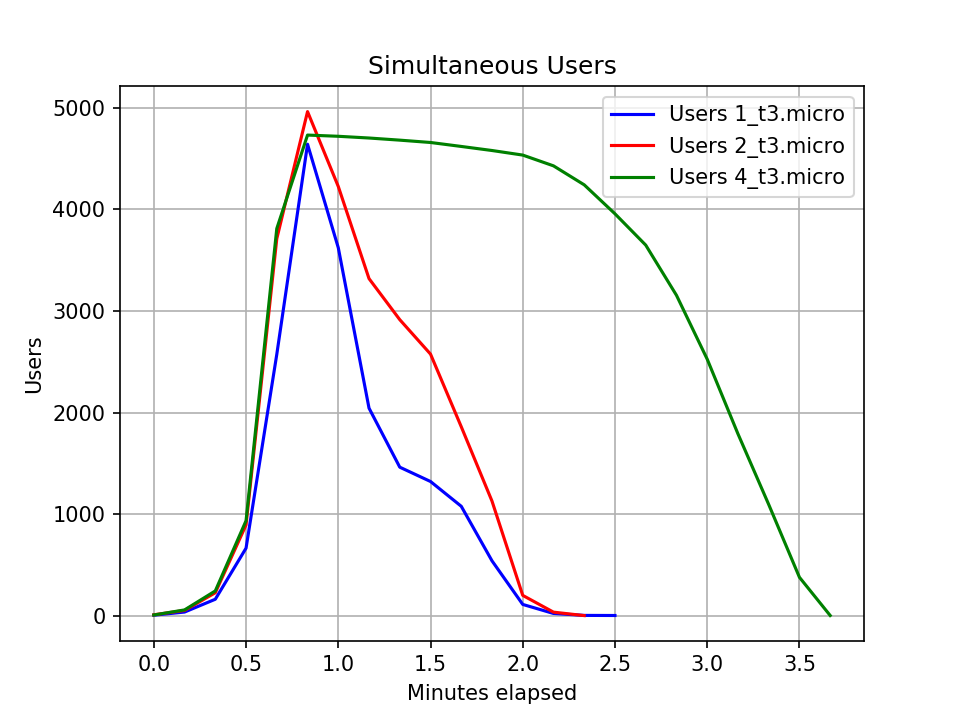 Simultaneous Users
Users 1_t3.micro
Users 2_t3.micro
Users 4_t3.micro
5000
4000
3000
2000
1000
0
Users
0.0 0.5 1.0 1.5 2.0 2.5 3.0 3.5
Minutes elapsed